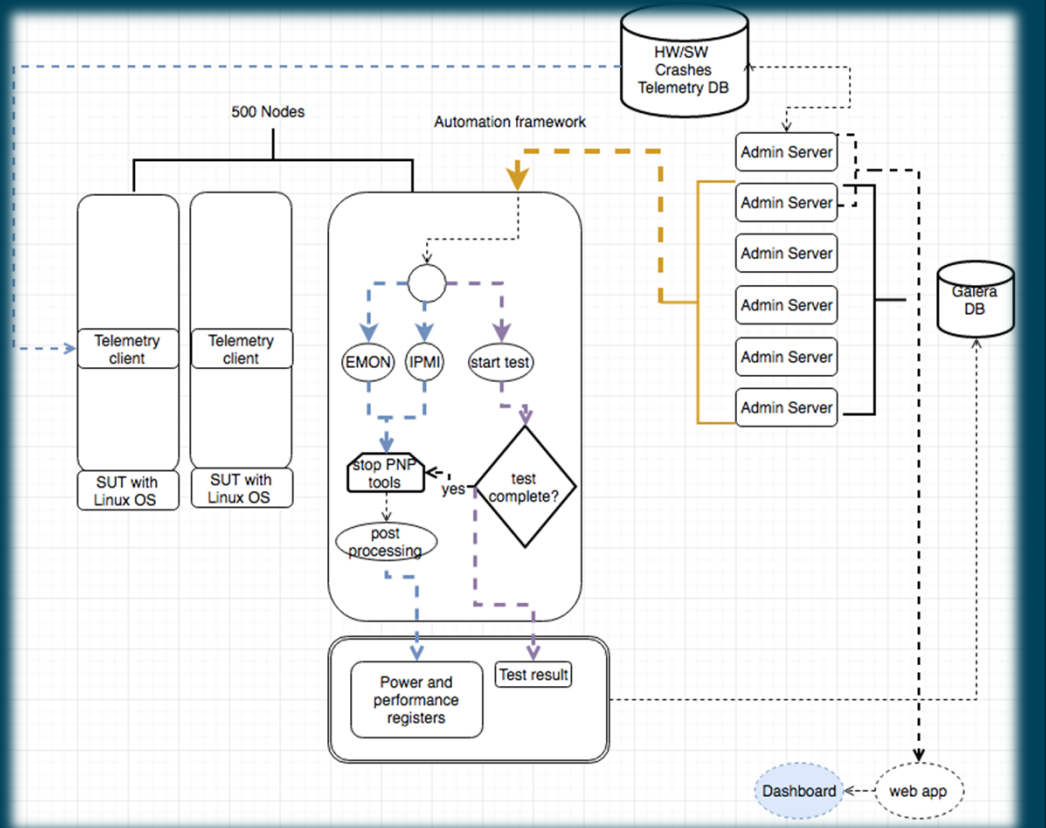 HW/SW
Crashes
Telemetry DB
500 Nodes
Automation framework
Admin Server
Admin Server
Admin Server
Admin Server
Admin Server
Admin Server
Galera
DB
Telemetry
client
Telemetry
client
EMON
IPMI
start test
stop PNP
tools
yes
test
complete?
SUT with
Linux OS
SUT with
Linux OS
post
processing
Power and
performance
registers
Test result
Dashboard
web app